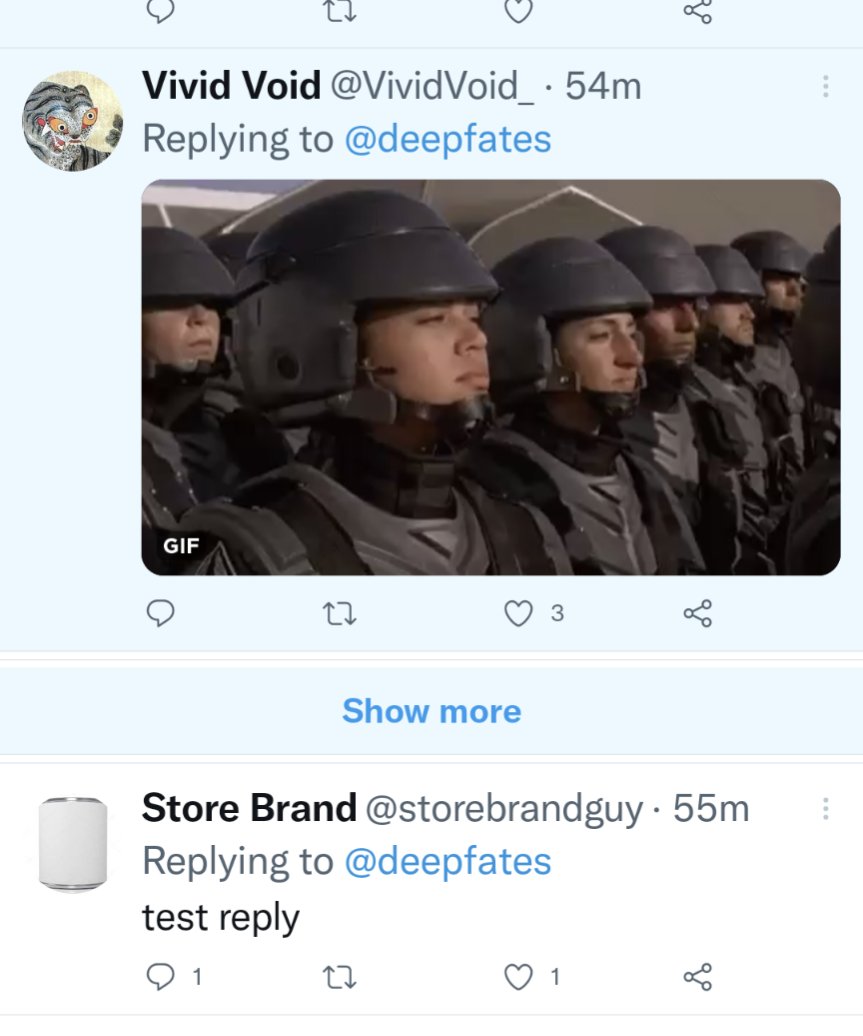 Vivid Void @VividVoid_ · 54m
Replying to @deepfates
GIF
3
Show more
Store Brand @storebrandguy · 55m
Replying to @deepfates
test reply
1 1